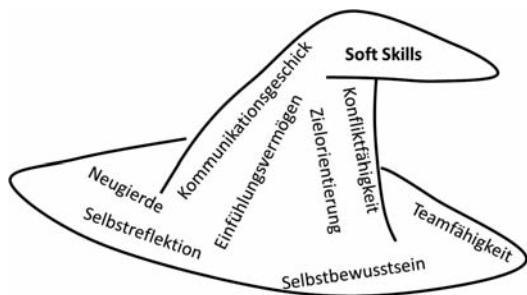 Soft Skills
Kommunikationsgeschick
Konfliktfähigkeit
Einfühlungsvermögen
Zielorientierung
Neugierde
Selbstreflektion
Teamfähigkeit
Selbstbewusstsein